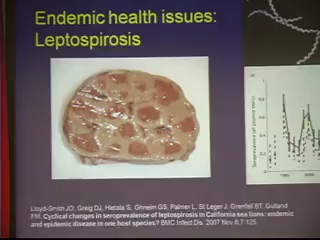 Endemic health issues:
Leptospirosis
Lloyd-Smith JO, Greig DJ, Hietala S, Ghneim GS, Palmer L, St Leger J, Grenfell BT, Gulland
FM. Cyclical changes in seroprevalence of leptospirosis in California sea lions: endemic
and epidemic disease in one host species? BMC Infect Dis. 2007 Nov 6;7:125.